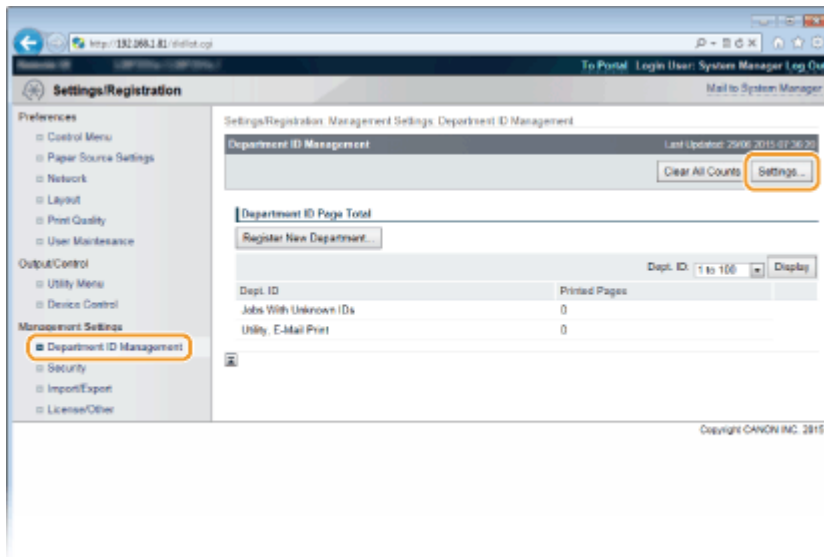 http://192.168.1.81/didlist.cgi
To Portal Login User: System Manager Log Ou
Settings/Registration
Mail to System Manager
Preferences
Control Menu
Paper Source Settings
Network
Layout
Print Quality
User Maintenance
Output/Control
Utility Menu
Device Control
Management Settings
Department ID Management
Security
Import/Export
License/Other
Settings/Registration: Management Settings: Department ID Management
Department ID Management
Last Updated: 29/06 2015 07:36:20
Clear All Counts
Settings...
Department ID Page Total
Register New Department...
Dept. ID: 1 to 100 Display
Dept. ID Printed Pages
Jobs With Unknown IDs 0
Utility, E-Mail Print 0
Copyright CANON INC. 2015